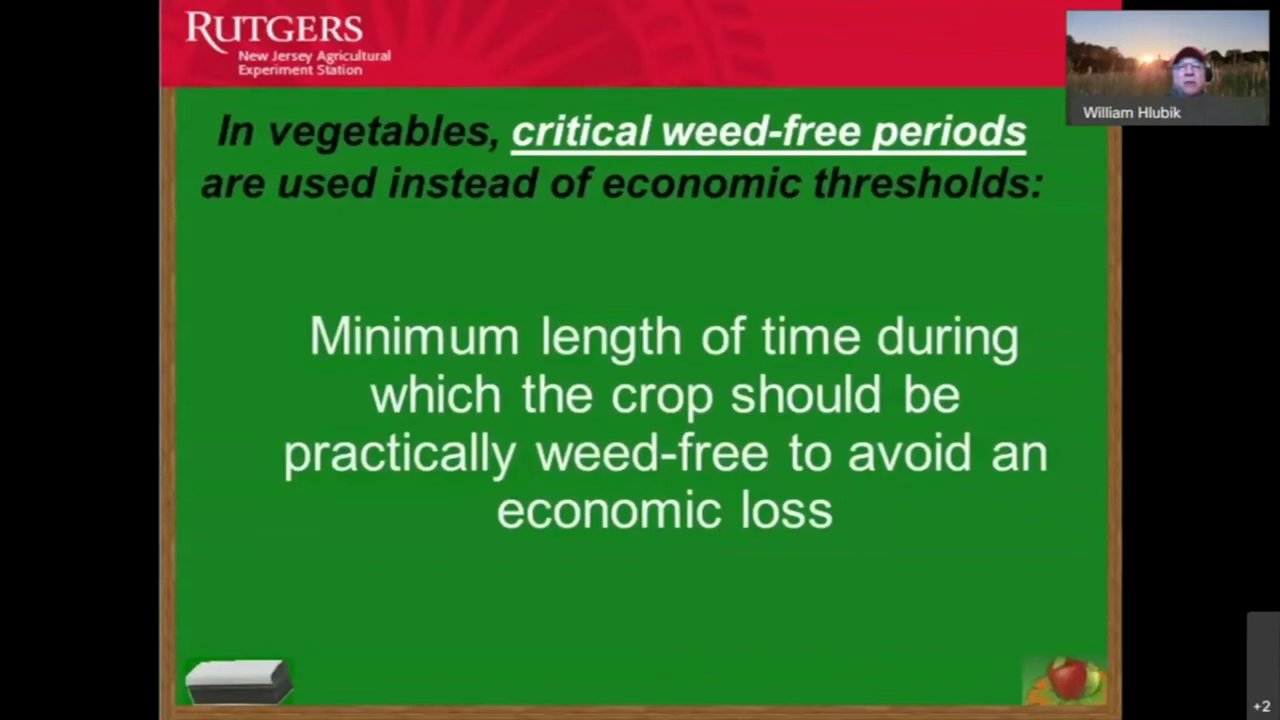 RUTGERS
New Jersey Agricultural
Experiment Station
William Hlubik
In vegetables, critical weed-free periods
are used instead of economic thresholds:
Minimum length of time during
which the crop should be
practically weed-free to avoid an
economic loss
+2